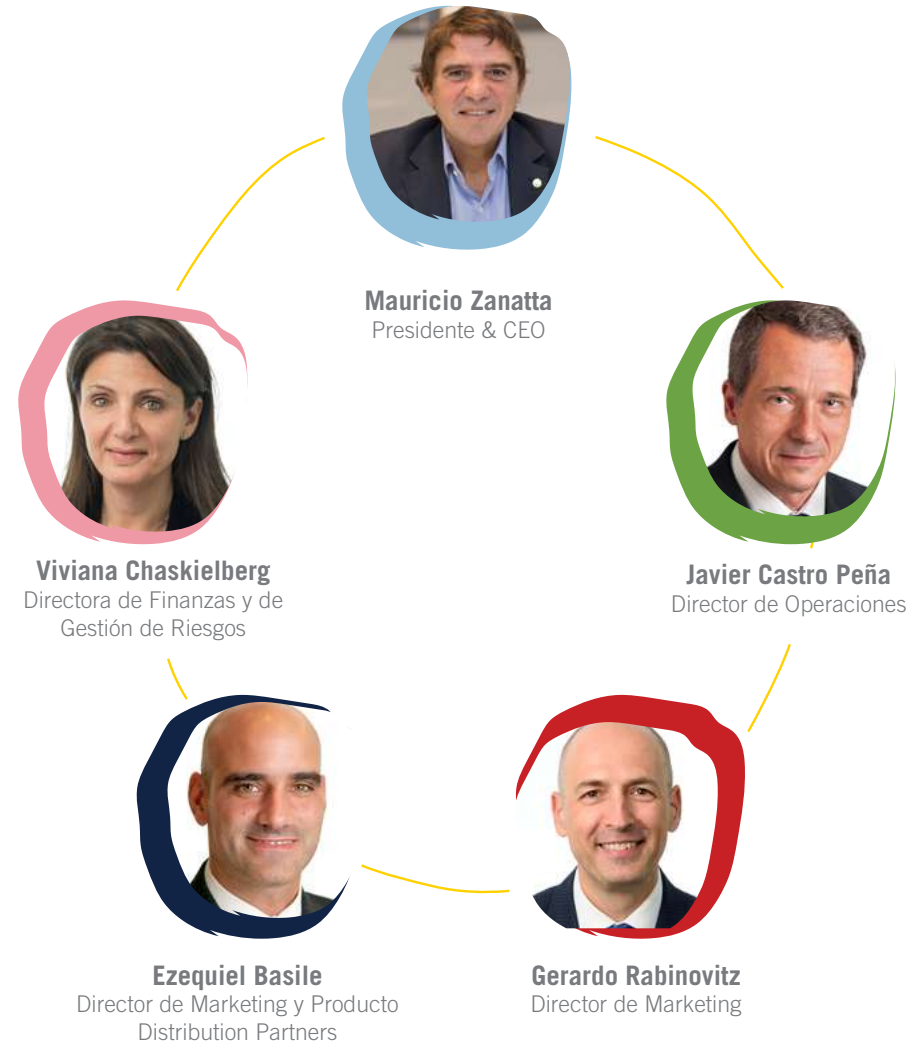 Mauricio Zanatta
Presidente & CEO
Viviana Chaskielberg
Directora de Finanzas y de
Gestión de Riesgos
Javier Castro Peña
Director de Operaciones
Ezequiel Basile
Director de Marketing y Producto
Distribution Partners
Gerardo Rabinovitz
Director de Marketing